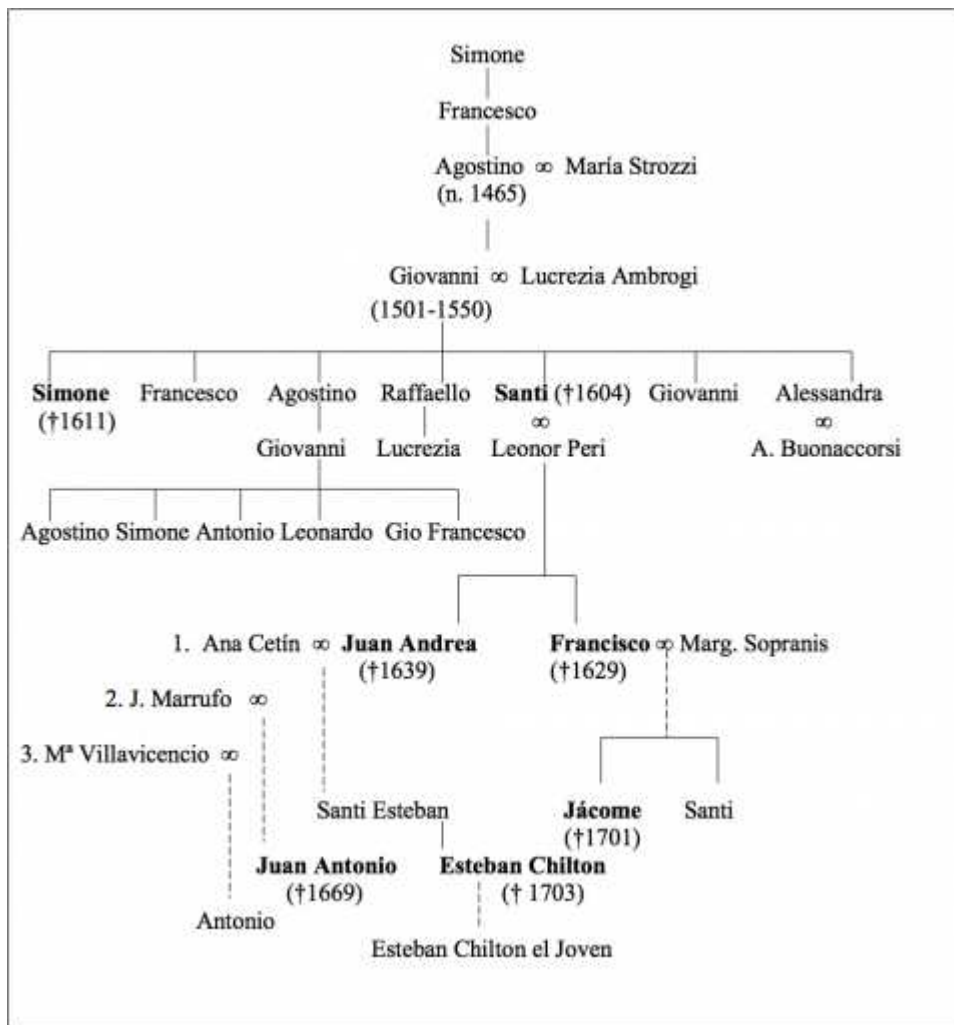 Simone
Francesco
Agostino ∞ María Strozzi
(n. 1465)
Giovanni ∞ Lucrezia Ambrogi
(1501-1550)
Simone Francesco Agostino Raffaello Santi (†1604) Giovanni Alessandra
(†1611) ∞ ∞
Giovanni Lucrezia Leonor Peri A. Buonaccorsi
Agostino Simone Antonio Leonardo Gio Francesco
1. Ana Cetín ∞ Juan Andrea Francisco ∞ Marg. Sopranis
(†1639) (†1629)
2. J. Marrufo ∞
3. Mª Villavicencio ∞
Santi Esteban Jácome Santi
(†1701)
Juan Antonio Esteban Chilton
(†1669) († 1703)
Antonio
Esteban Chilton el Joven